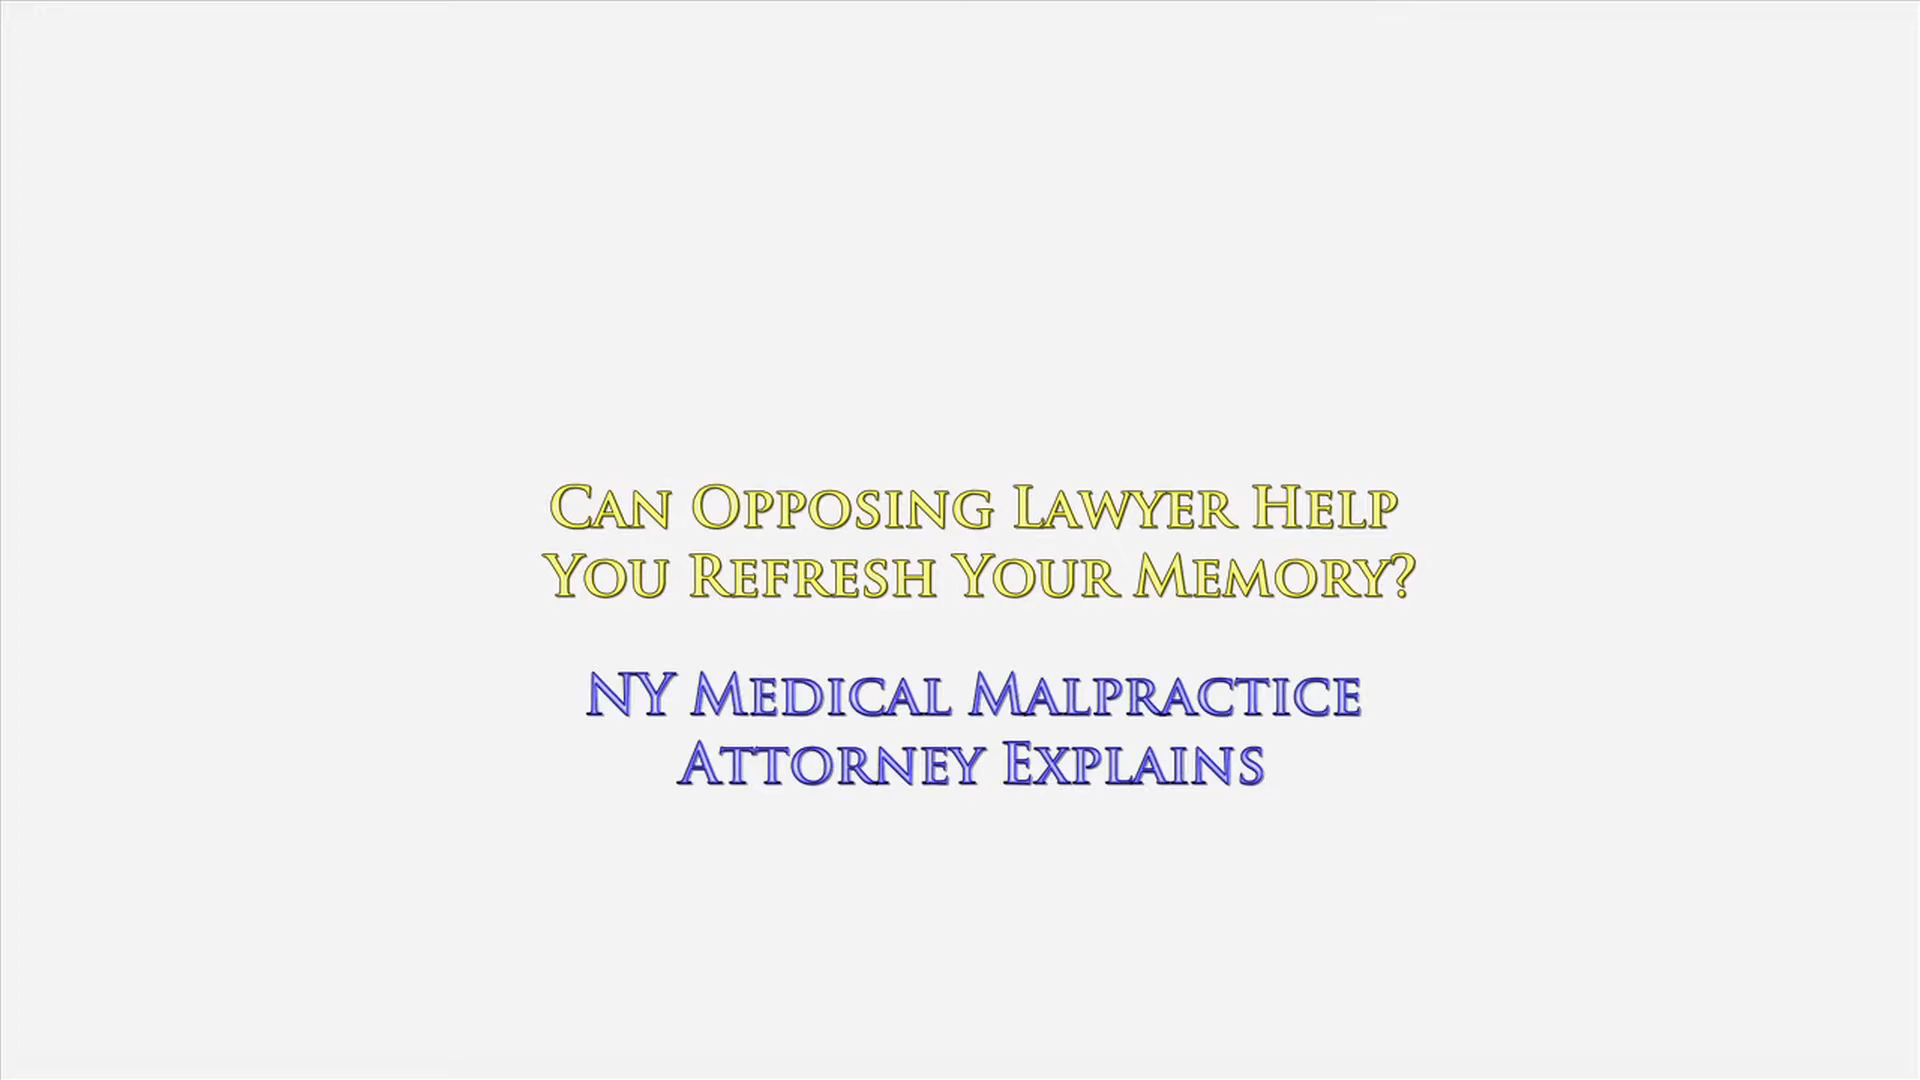 Can Opposing Lawyer Help
You Refresh Your Memory?
NY Medical Malpractice
Attorney Explains